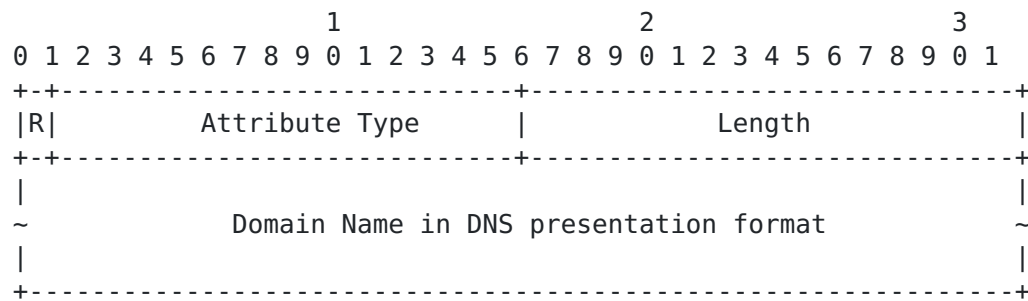 1                   2                   3
0 1 2 3 4 5 6 7 8 9 0 1 2 3 4 5 6 7 8 9 0 1 2 3 4 5 6 7 8 9 0 1
+-+-----------------------------+-------------------------------+
|R|         Attribute Type      |            Length             |
+-+-----------------------------+-------------------------------+
|                                                               |
~             Domain Name in DNS presentation format            ~
|                                                               |
+---------------------------------------------------------------+